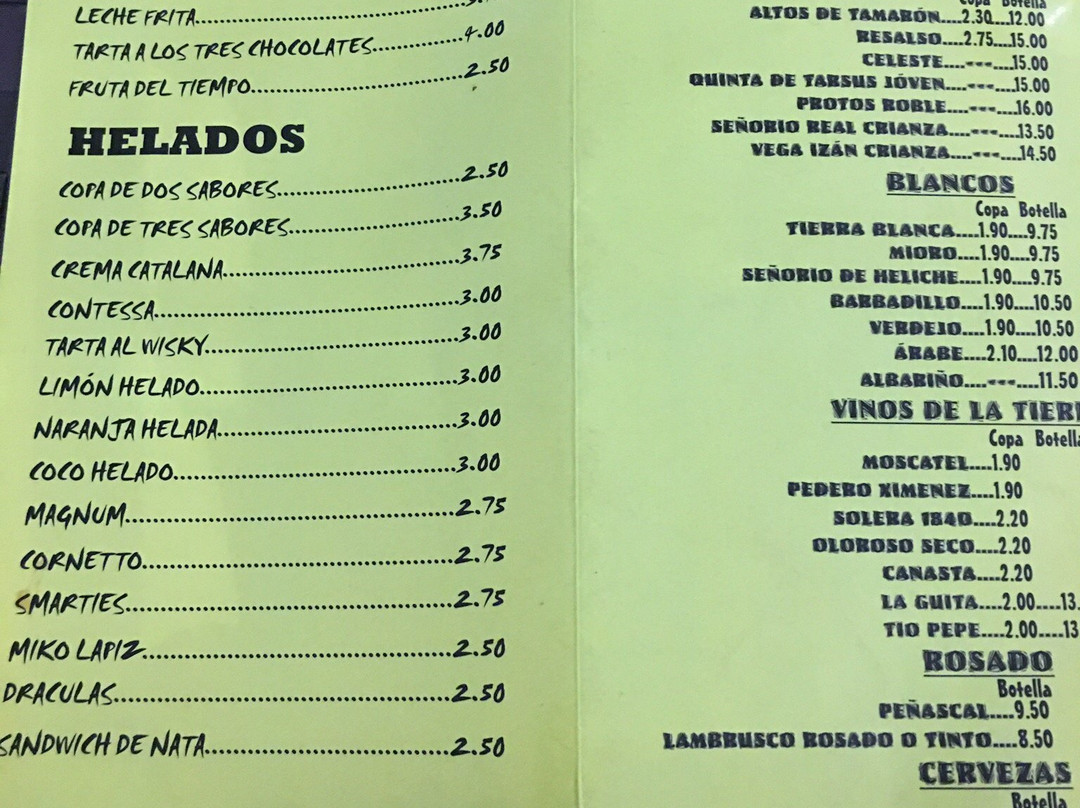 LECHE FRITA
TARTA A LOS TRES CHOCOLATES....4.00
FRUTA DEL TIEMPO....2.50
HELADOS
COPA DE DOS SABORES....2.50
COPA DE TRES SABORES....3.50
CREMA CATALANA....3.75
CONTESSA....3.00
TARTA AL WISKY....3.00
LIMÓN HELADO....3.00
NARANJA HELADA....3.00
COCO HELADO....3.00
MAGNUM....2.75
CORNETTO....2.75
SMARTIES....2.75
MIKO LAPIZ....2.50
DRACULAS....2.50
SANDWICH DE NATA....2.50
Copa Botella
ALTOS DE TAMARÓN....2.30....12.00
RESALSO....2.75....15.00
CELESTE....---....15.00
QUINTA DE TARSUS JÓVEN....---....15.00
PROTOS ROBLE....---....16.00
SEÑORIO REAL CRIANZA....---....13.50
VEGA IZÁN CRIANZA....---....14.50
BLANCOS
Copa Botella
TIERRA BLANCA....1.90....9.75
MIORO....1.90....9.75
SEÑORIO DE HELICHE....1.90....9.75
BARBADILLO....1.90....10.50
VERDEJO....1.90....10.50
ÁRABE....2.10....12.00
ALBARIÑO....---....11.50
VINOS DE LA TIER
Copa Botella
MOSCATEL....1.90
PEDERO XIMENEZ....1.90
SOLERA 1840....2.20
OLOROSO SECO....2.20
CANASTA....2.20
LA GUITA....2.00....13.
TIO PEPE....2.00....13
ROSADO
Botella
PEÑASCAL....9.50
LAMBRUSCO ROSADO O TINTO....8.50
CERVEZAS
Botella